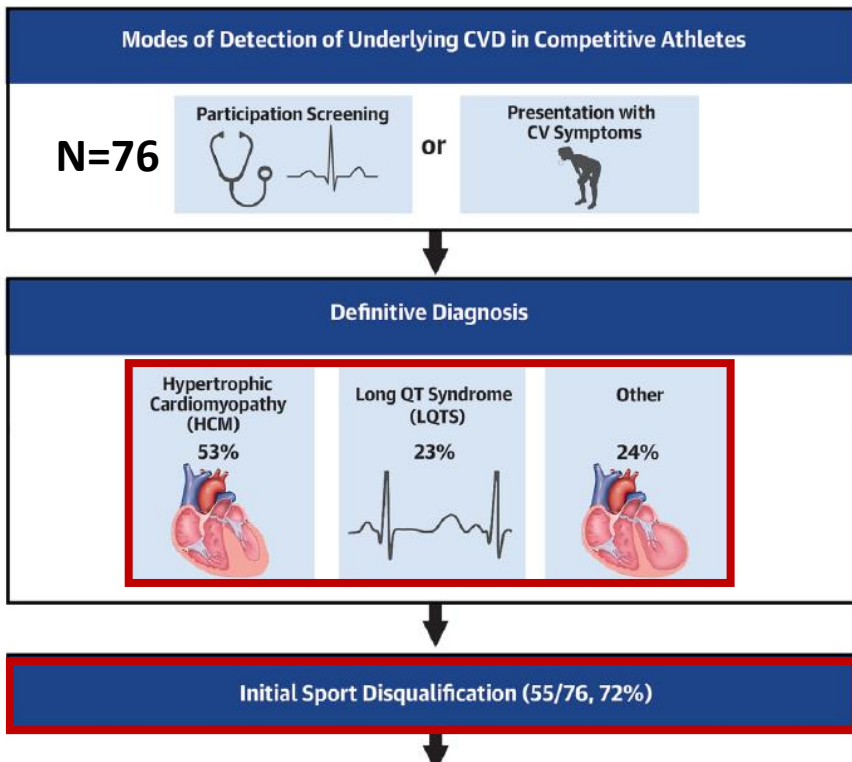 Modes of Detection of Underlying CVD in Competitive Athletes
N=76
Participation Screening
or
Presentation with
CV Symptoms
Definitive Diagnosis
Hypertrophic
Cardiomyopathy
(HCM)
53%
Long QT Syndrome
(LQTS)
23%
Other
24%
Initial Sport Disqualification (55/76, 72%)